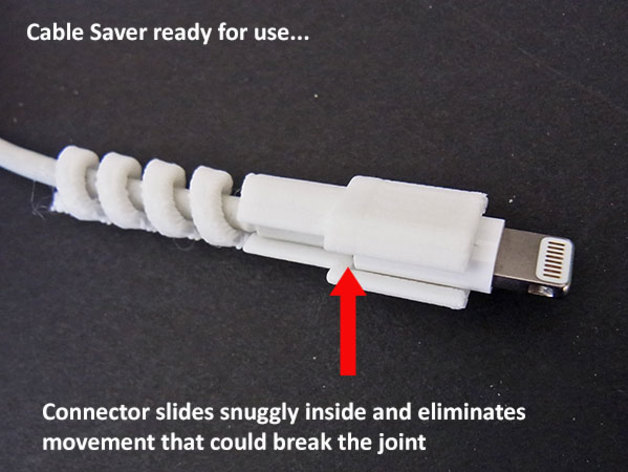 Cable Saver ready for use...
Connector slides snuggly inside and eliminates
movement that could break the joint